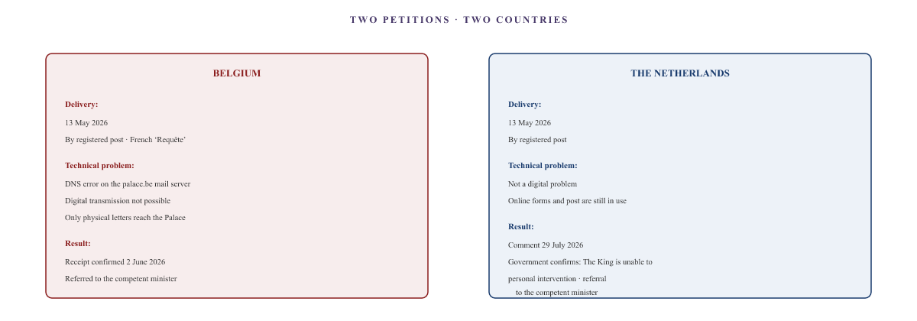 TWO PETITIONS · TWO COUNTRIES
BELGIUM
Delivery:
13 May 2026
By registered post · French ‘Requête’
Technical problem:
DNS error on the palace.be mail server
Digital transmission not possible
Only physical letters reach the Palace
Result:
Receipt confirmed 2 June 2026
Referred to the competent minister
THE NETHERLANDS
Delivery:
13 May 2026
By registered post
Technical problem:
Not a digital problem
Online forms and post are still in use
Result:
Comment 29 July 2026
Government confirms: The King is unable to
personal intervention · referral
to the competent minister